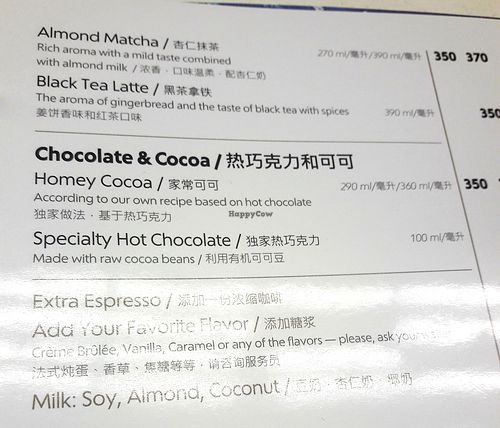 Almond Matcha / 杏仁抹茶 270 ml/毫升/390 ml/毫升 350 370
Rich aroma with a mild taste combined
with almond milk / 浓香 · 口味温柔 · 配杏仁奶
Black Tea Latte / 黑茶拿铁 390 ml/毫升 350
The aroma of gingerbread and the taste of black tea with spices
姜饼香味和红茶口味
Chocolate & Cocoa / 热巧克力和可可
Homey Cocoa / 家常可可 290 ml/毫升/360 ml/毫升 350
According to our own recipe based on hot chocolate
独家做法 · 基于热巧克力
HappyCow
Specialty Hot Chocolate / 独家热巧克力 100 ml/毫升
Made with raw cocoa beans / 利用有机可可豆
Extra Espresso / 添加一份浓缩咖啡
Add Your Favorite Flavor / 添加糖浆
Crème Brûlée, Vanilla, Caramel or any of the flavors — please, ask your
法式炖蛋、香草、焦糖等等，请咨询服务员
Milk: Soy, Almond, Coconut / 豆奶 · 杏仁奶 · 椰奶